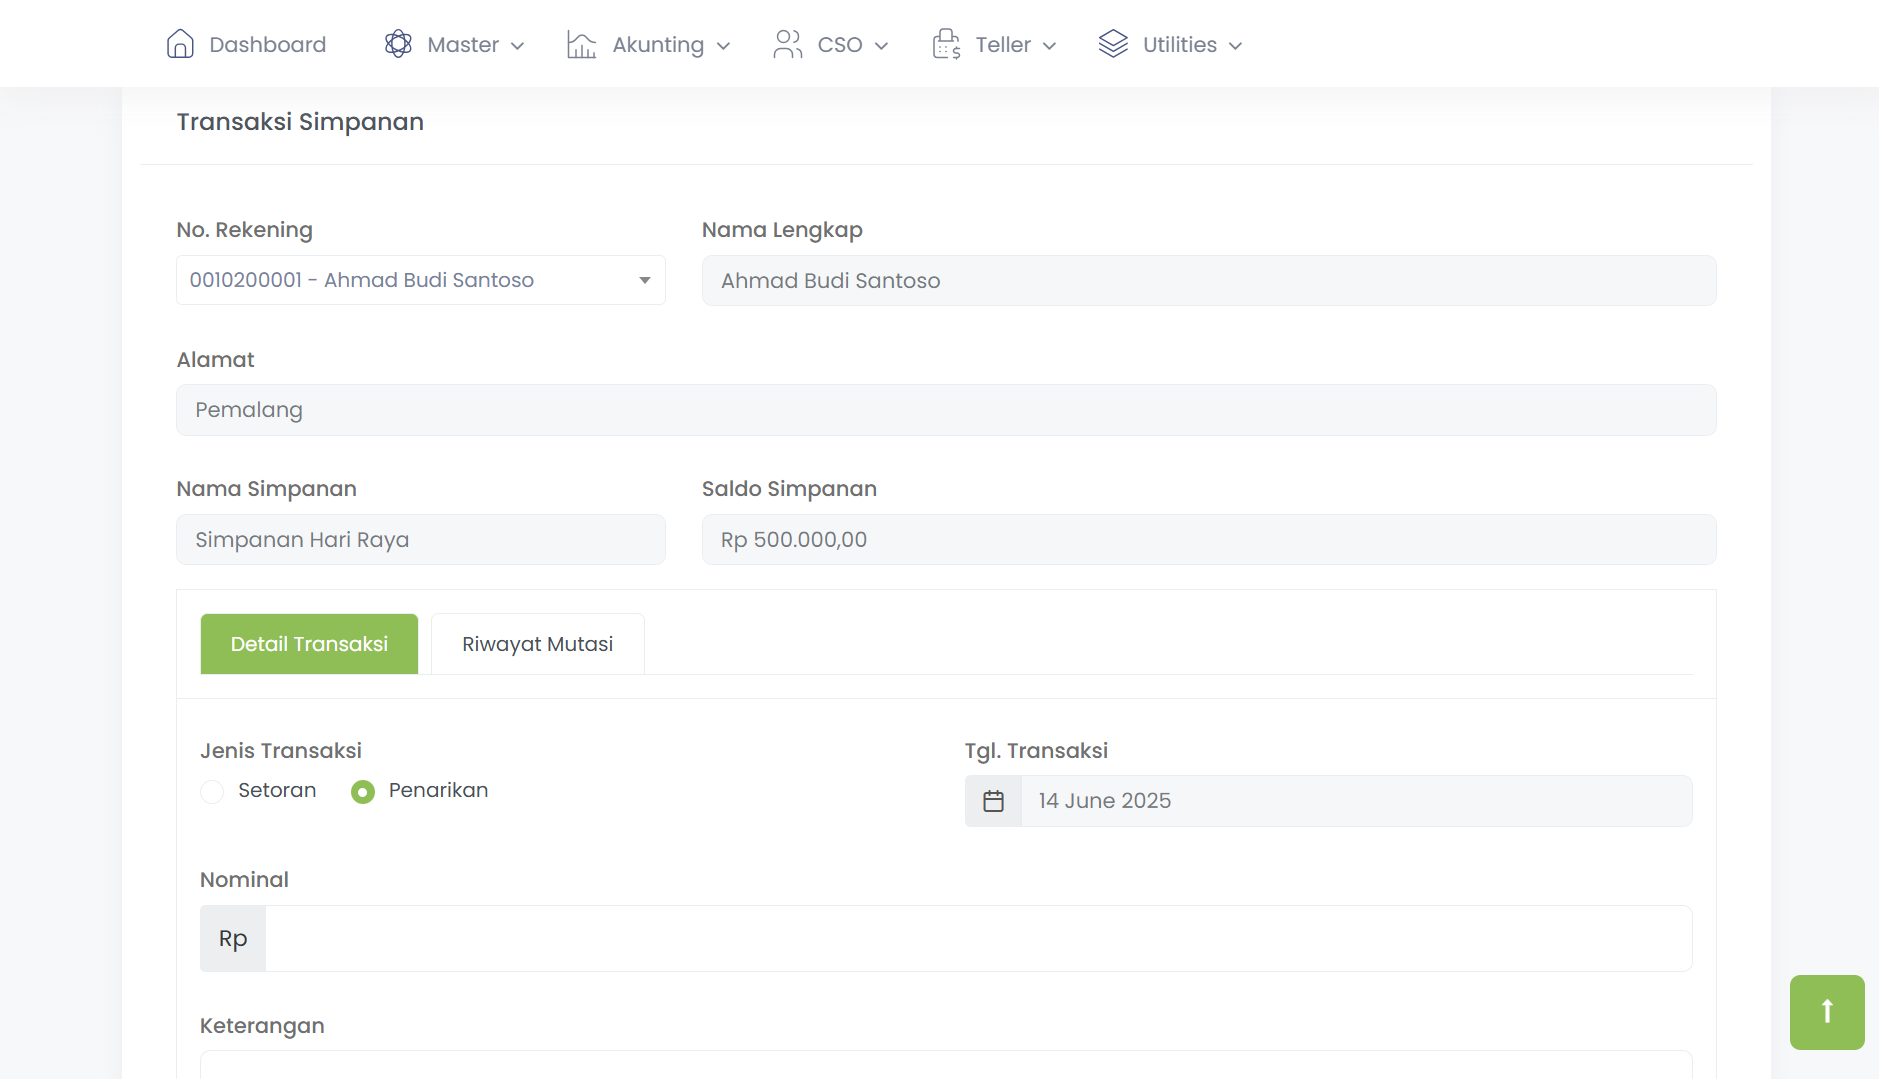 Dashboard Master Akunting CSO Teller Utilities
Transaksi Simpanan
No. Rekening Nama Lengkap
0010200001 - Ahmad Budi Santoso Ahmad Budi Santoso
Alamat
Pemalang
Nama Simpanan Saldo Simpanan
Simpanan Hari Raya Rp 500.000,00
Detail Transaksi Riwayat Mutasi
Jenis Transaksi Tgl. Transaksi
Setoran Penarikan 14 June 2025
Nominal
Rp
Keterangan